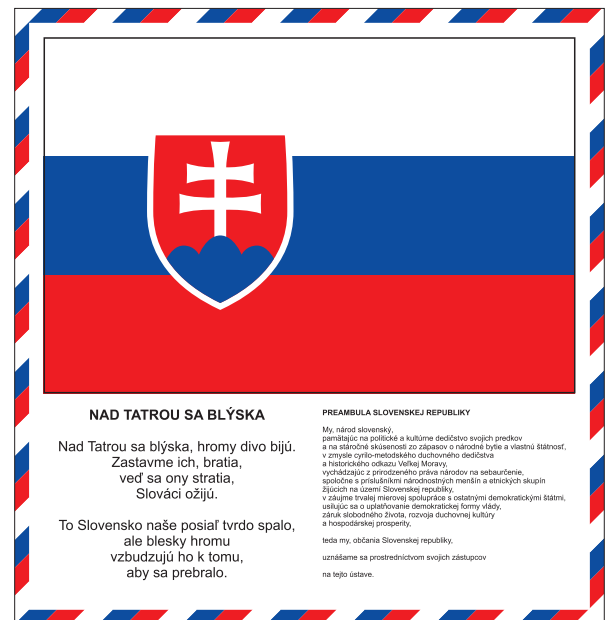 NAD TATROU SA BLÝSKA
Nad Tatrou sa blýska, hromy divo bijú.
Zastavme ich, bratia,
veď sa ony stratia,
Slováci ožijú.
To Slovensko naše posiaľ tvrdo spalo,
ale blesky hromu
vzbudzujú ho k tomu,
aby sa prebralo.
PREAMBULA SLOVENSKEJ REPUBLIKY
My, národ slovenský,
pamätajúc na politické a kultúrne dedičstvo svojich predkov
a na stáročné skúsenosti zo zápasov o národné bytie a vlastnú štátnosť,
v zmysle cyrilo-metodského duchovného dedičstva
a historického odkazu Veľkej Moravy,
vychádzajúc z prirodzeného práva národov na sebaurčenie,
spoločne s príslušníkmi národnostných menšín a etnických skupín
žijúcich na území Slovenskej republiky,
v záujme trvalej mierovej spolupráce s ostatnými demokratickými štátmi,
usilujúc sa o uplatňovanie demokratickej formy vlády,
záruk slobodného života, rozvoja duchovnej kultúry
a hospodárskej prosperity,
teda my, občania Slovenskej republiky,
uznášame sa prostredníctvom svojich zástupcov
na tejto ústave.